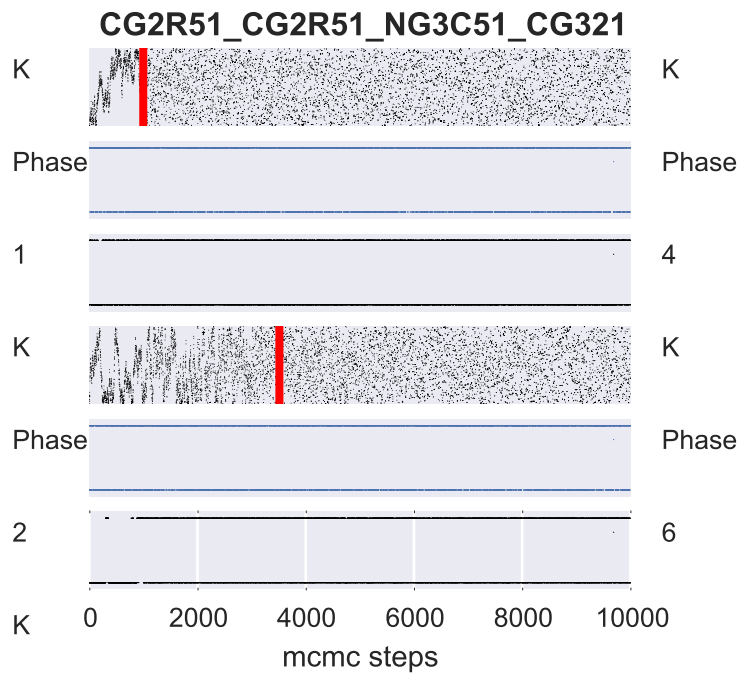 CG2R51_CG2R51_NG3C51_CG321
K K
Phase Phase
1 4
K K
Phase Phase
2 6
K 0 2000 4000 6000 8000 10000
mcmc steps